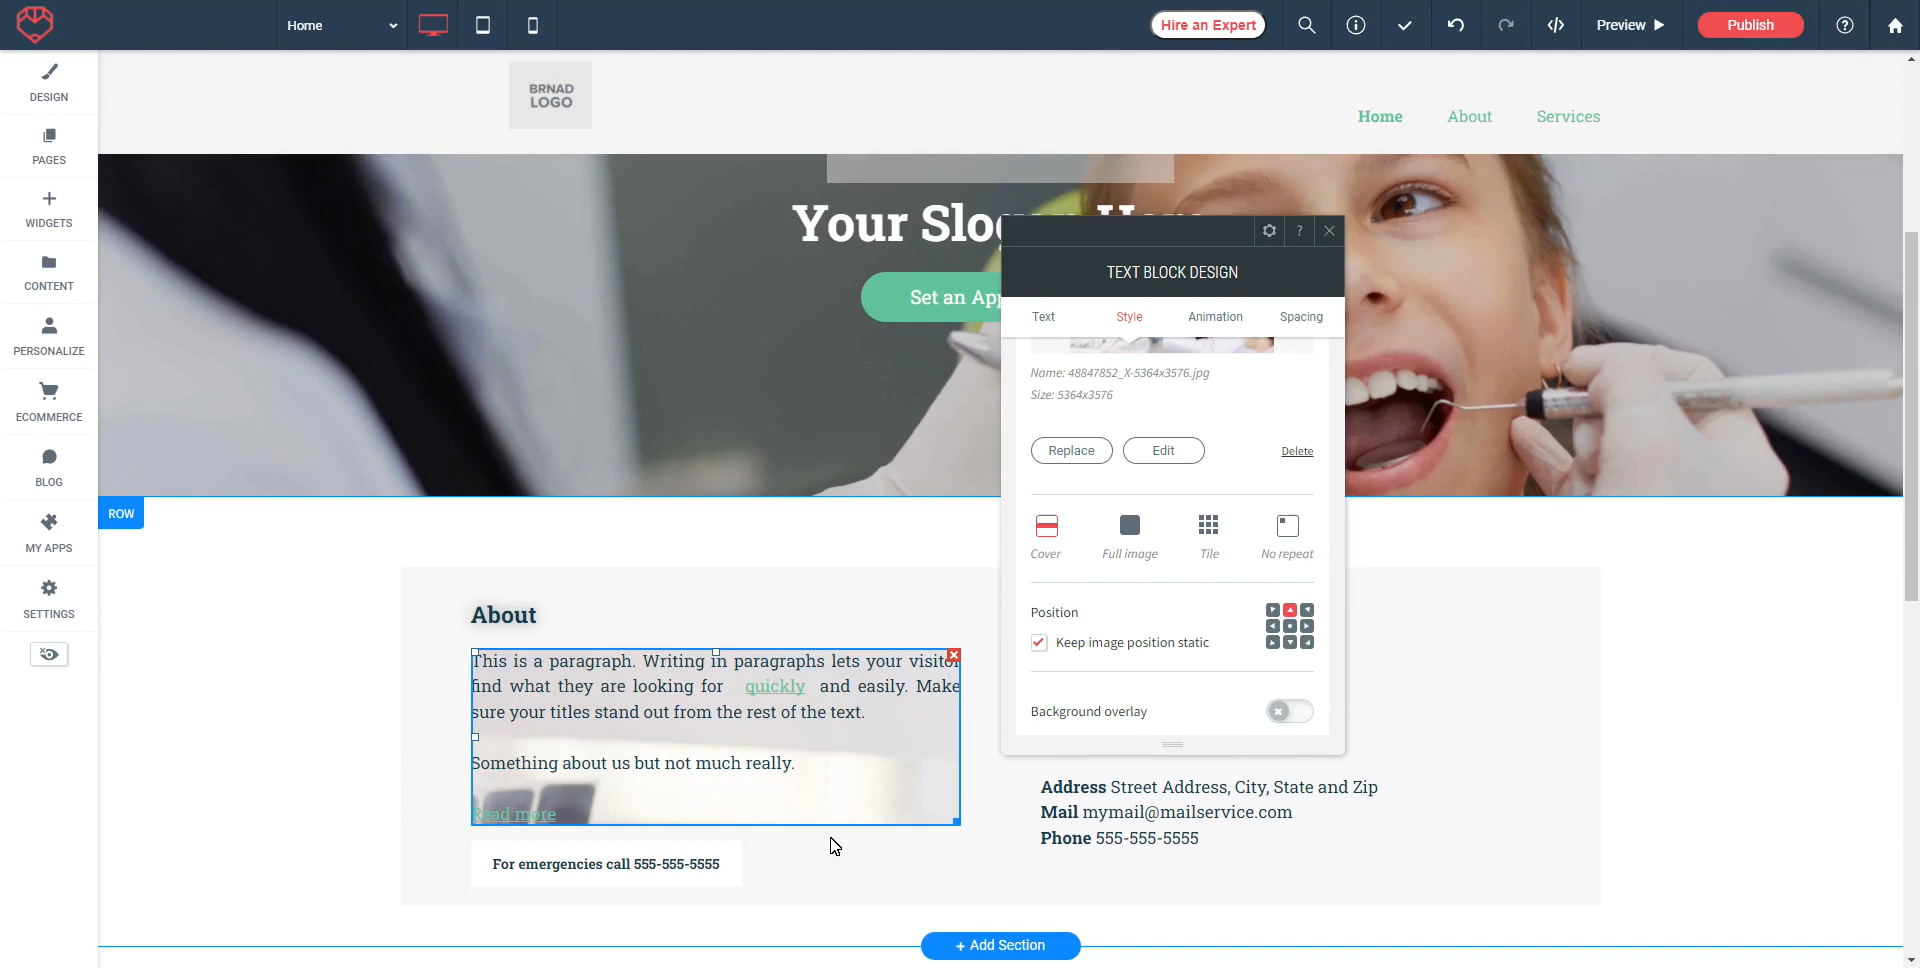 Home
Hire an Expert
Preview
Publish
DESIGN
PAGES
WIDGETS
CONTENT
PERSONALIZE
ECOMMERCE
BLOG
MY APPS
SETTINGS
BRNAD
LOGO
Home About Services
Your Slogan Here
Set an App
TEXT BLOCK DESIGN
Text Style Animation Spacing
Name: 48847852_X-5364x3576.jpg
Size: 5364x3576
Replace Edit Delete
Cover Full image Tile No repeat
Position
Keep image position static
Background overlay
ROW
About
This is a paragraph. Writing in paragraphs lets your visitor
find what they are looking for quickly and easily. Make
sure your titles stand out from the rest of the text.
Something about us but not much really.
Read more
For emergencies call 555-555-5555
Address Street Address, City, State and Zip
Mail mymail@mailservice.com
Phone 555-555-5555
+ Add Section